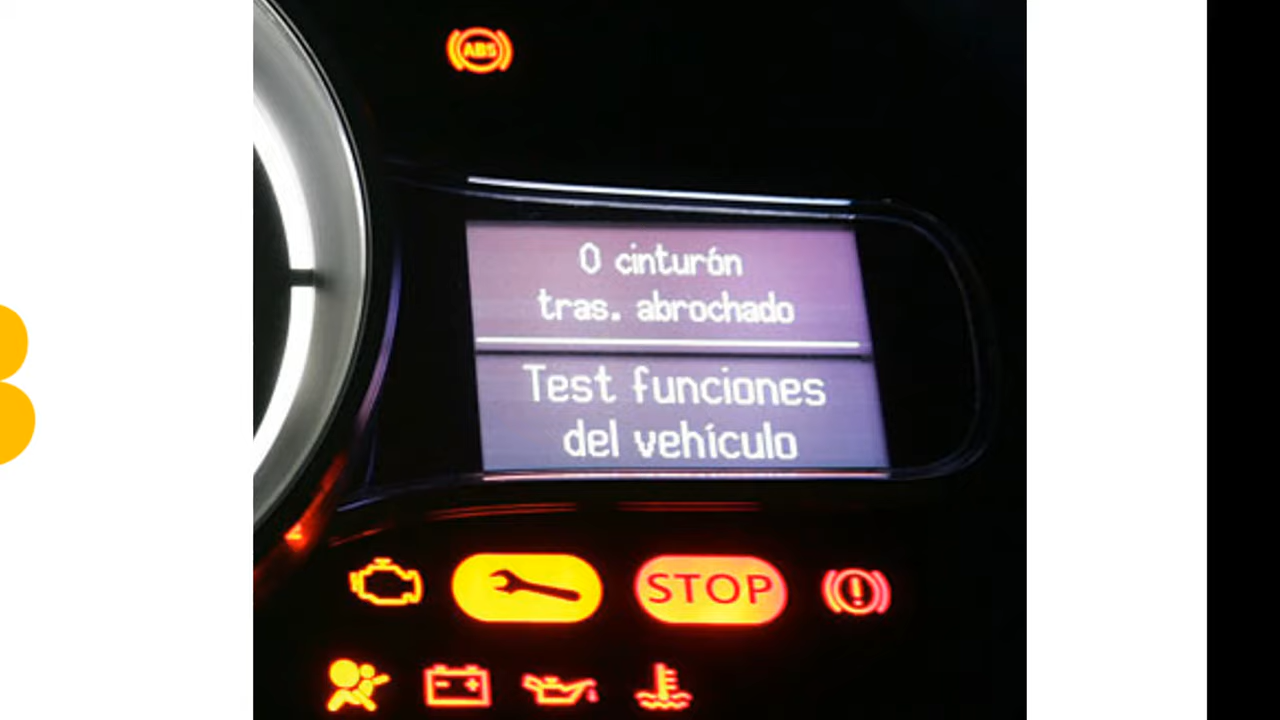 ABS
0 cinturón
tras. abrochado
Test funciones
del vehículo
STOP